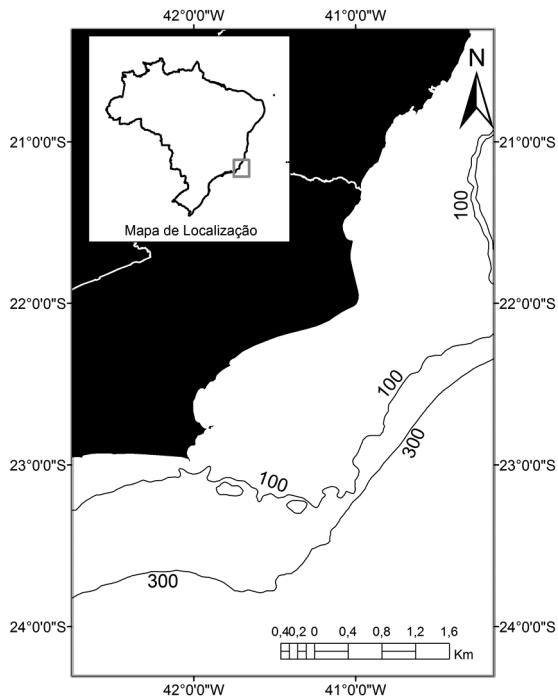 42°0'0"W 41°0'0"W
N
21°0'0"S 21°0'0"S
100
Mapa de Localização
22°0'0"S 22°0'0"S
100
300
23°0'0"S 23°0'0"S
100
300
24°0'0"S 24°0'0"S
0,40,2 0 0,4 0,8 1,2 1,6
Km
42°0'0"W 41°0'0"W